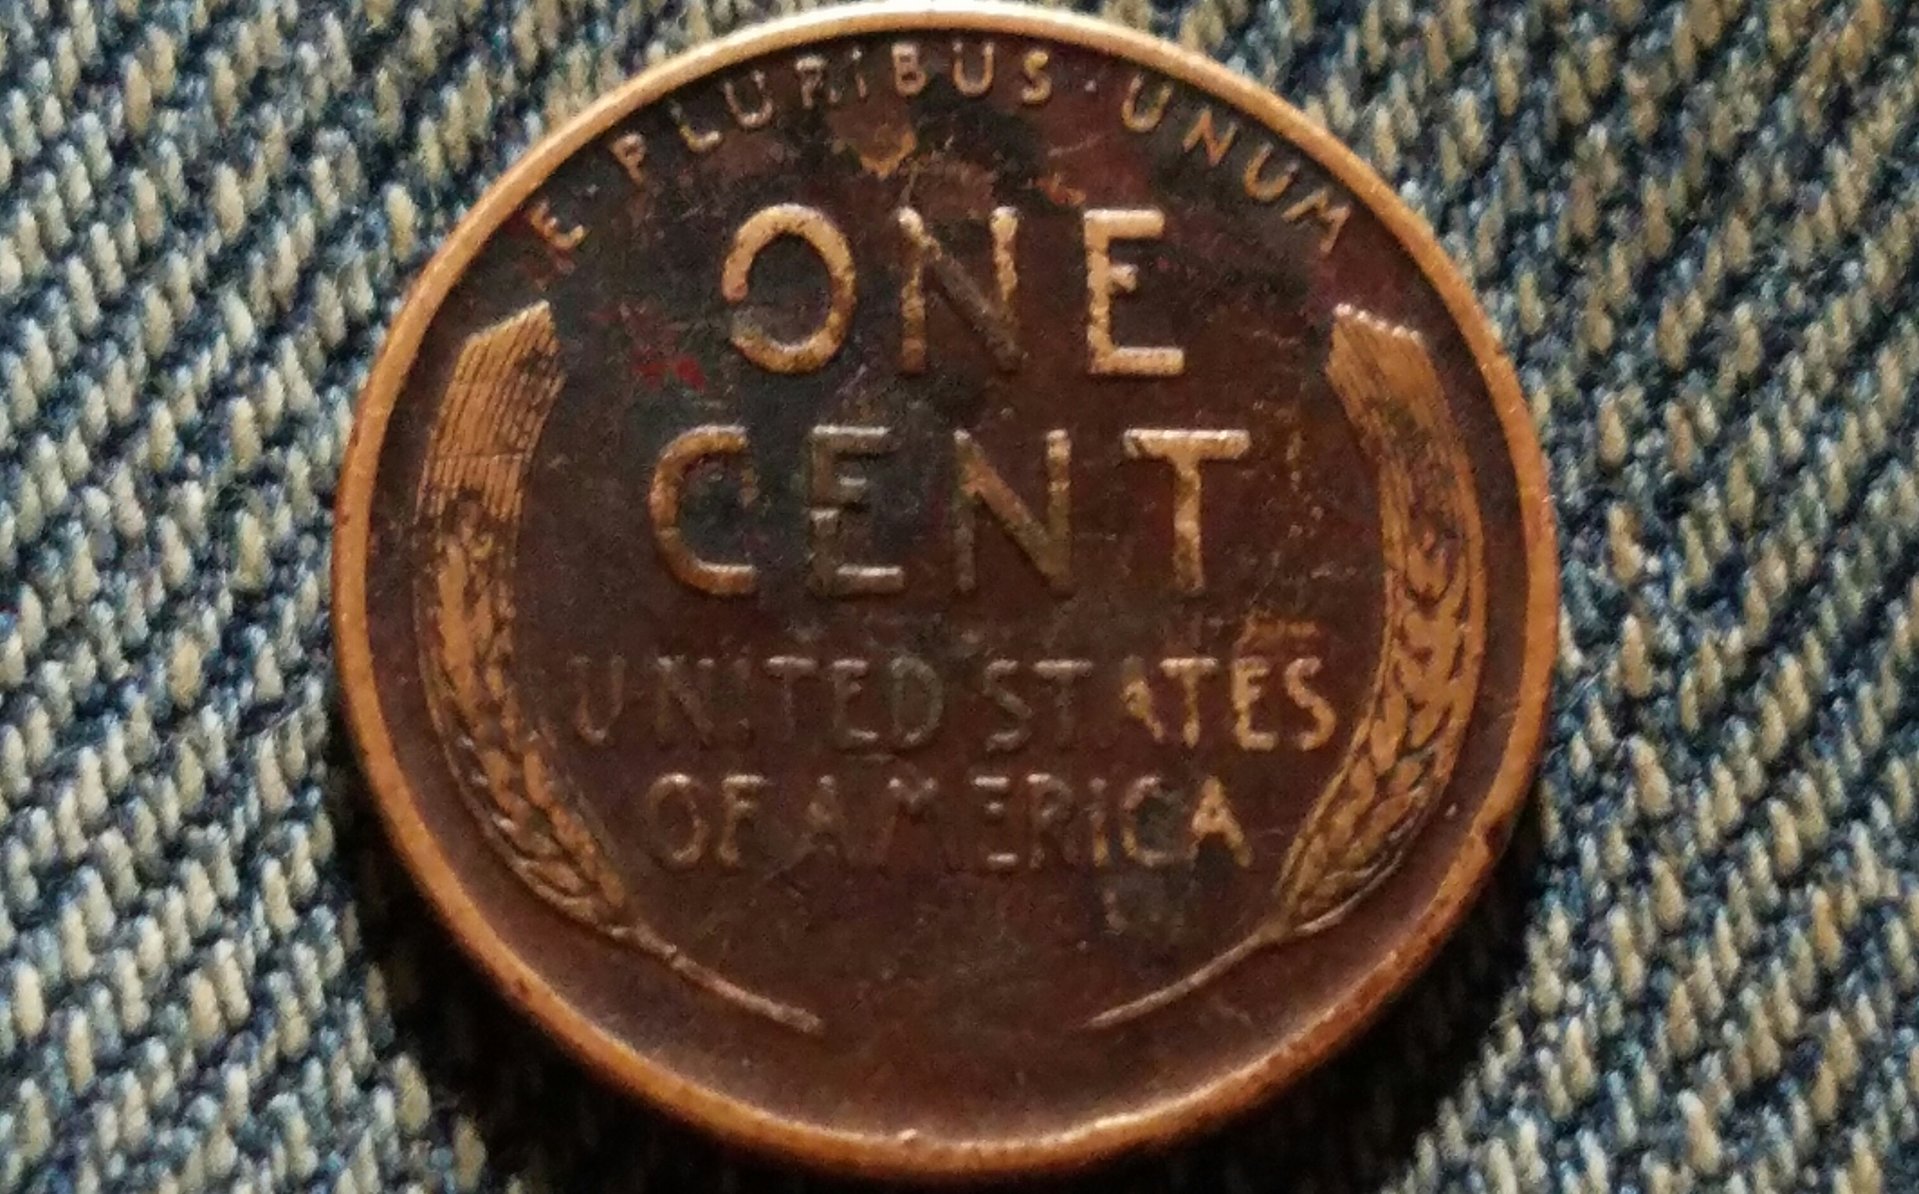 E PLURIBUS · UNUM
ONE
CENT
UNITED STATES
OF AMERICA